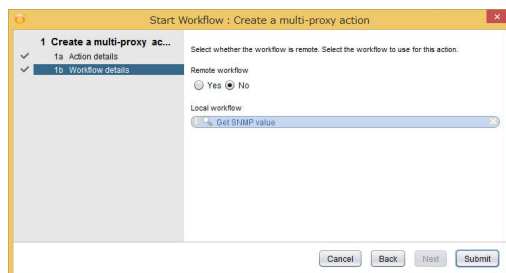 Start Workflow : Create a multi-proxy action
1 Create a multi-proxy ac...
1a Action details
1b Workflow details
Select whether the workflow is remote. Select the workflow to use for this action.
Remote workflow
Yes No
Local workflow
Get SNMP value
Cancel Back Next Submit